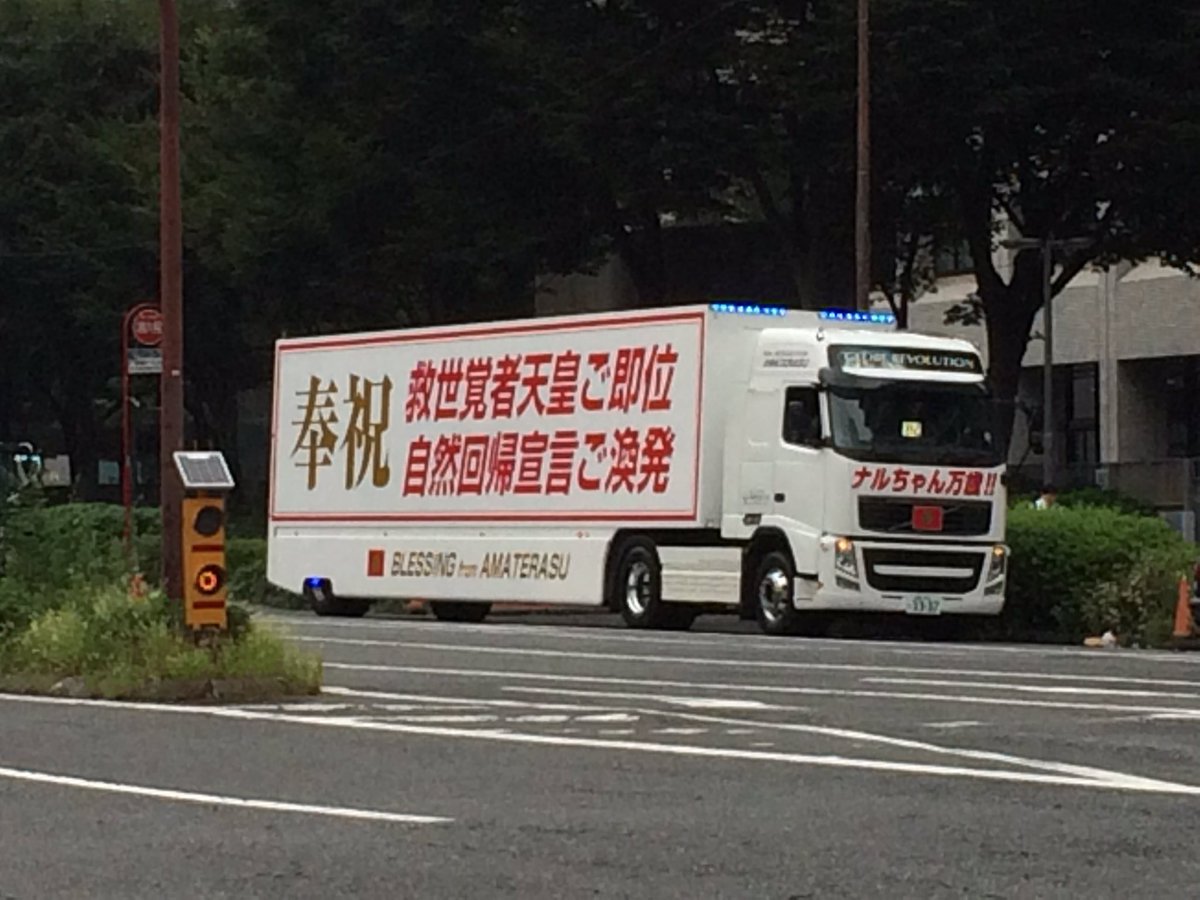 奉祝
救世覚者天皇ご即位
自然回帰宣言ご渙発
BLESSING from AMATERASU
REVOLUTION
ナルちゃん万歳!!